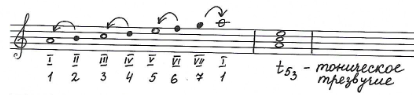 I II III IV V VI VII I
1 2 3 4 5 6 7 1
t53 - тоническое
трезвучие